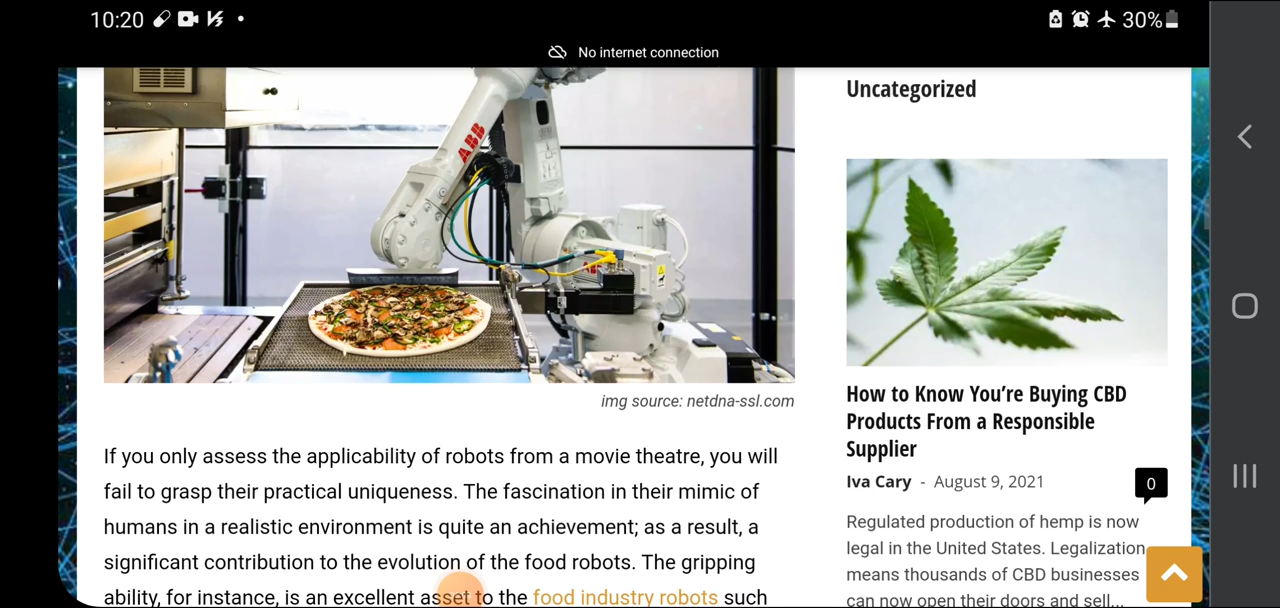 10:20
30%
No internet connection
ABB
img source: netdna-ssl.com
If you only assess the applicability of robots from a movie theatre, you will
fail to grasp their practical uniqueness. The fascination in their mimic of
humans in a realistic environment is quite an achievement; as a result, a
significant contribution to the evolution of the food robots. The gripping
ability, for instance, is an excellent asset to the food industry robots such
Uncategorized
How to Know You’re Buying CBD
Products From a Responsible
Supplier
Iva Cary - August 9, 2021
0
Regulated production of hemp is now
legal in the United States. Legalization
means thousands of CBD businesses
can now open their doors and sell...